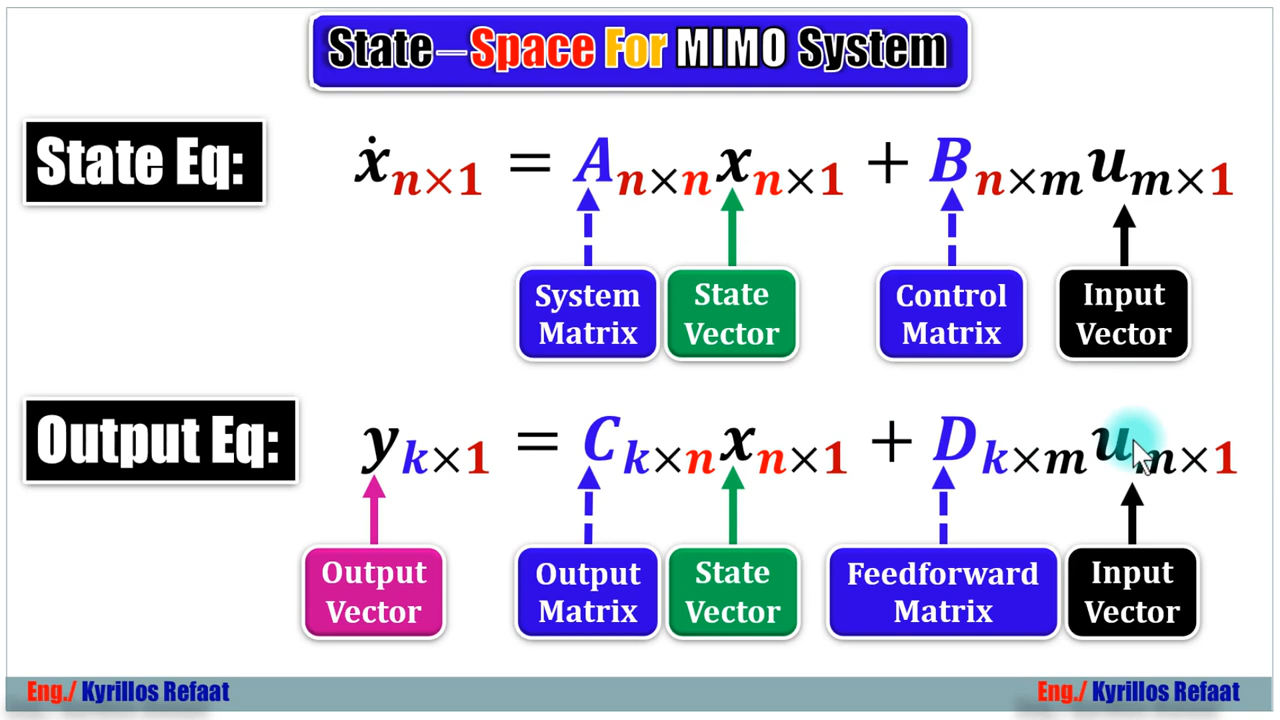 State–Space For MIMO System
State Eq: ẋₙ×₁ = Aₙ×ₙxₙ×₁ + Bₙ×ₘuₘ×₁
System Matrix
State Vector
Control Matrix
Input Vector
Output Eq: yₖ×₁ = Cₖ×ₙxₙ×₁ + Dₖ×ₘuₘ×₁
Output Vector
Output Matrix
State Vector
Feedforward Matrix
Input Vector
Eng./ Kyrillos Refaat
Eng./ Kyrillos Refaat